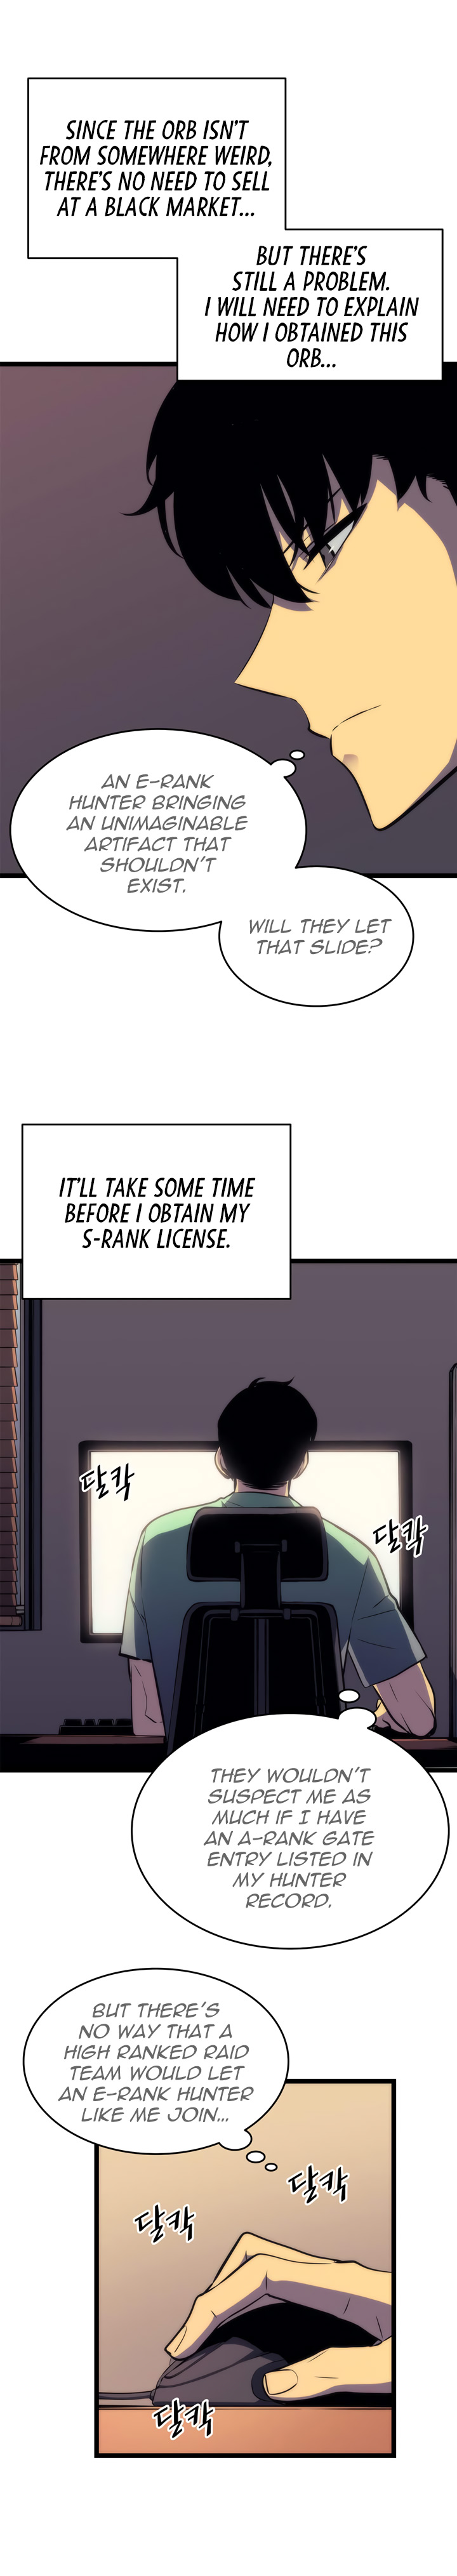 SINCE THE ORB ISN'T
FROM SOMEWHERE WEIRD,
THERE'S NO NEED TO SELL
AT A BLACK MARKET...
BUT THERE'S
STILL A PROBLEM.
I WILL NEED TO EXPLAIN
HOW I OBTAINED THIS
ORB...
AN E-RANK
HUNTER BRINGING
AN UNIMAGINABLE
ARTIFACT THAT
SHOULDN'T
EXIST.
WILL THEY LET
THAT SLIDE?
IT'LL TAKE SOME TIME
BEFORE I OBTAIN MY
S-RANK LICENSE.
달칵
달칵
THEY WOULDN'T
SUSPECT ME AS
MUCH IF I HAVE
AN A-RANK GATE
ENTRY LISTED IN
MY HUNTER
RECORD.
BUT THERE'S
NO WAY THAT A
HIGH RANKED RAID
TEAM WOULD LET
AN E-RANK HUNTER
LIKE ME JOIN...
달칵
달칵
달칵